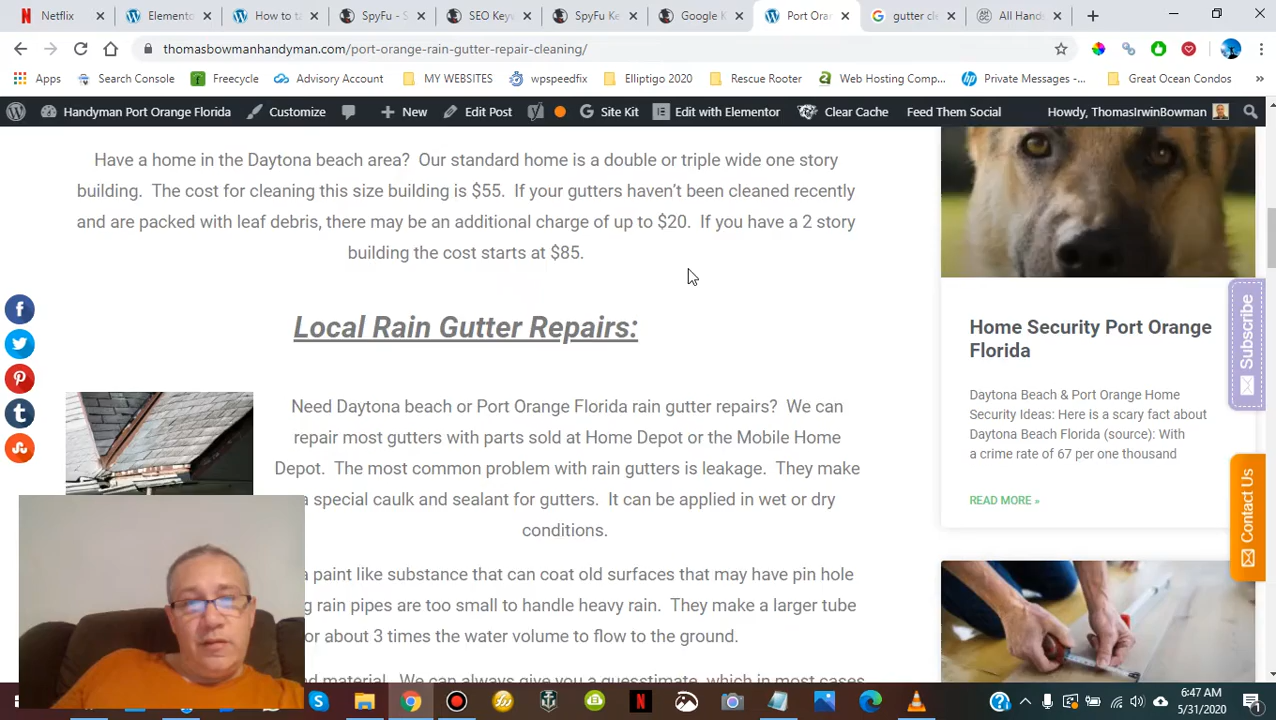 Netflix
Elemento
How to ta
SpyFu - S
SEO Keyw
SpyFu Ke
Google K
Port Oran
gutter cle
All Hands
thomasbowmanhandyman.com/port-orange-rain-gutter-repair-cleaning/
Apps
Search Console
Freecycle
Advisory Account
MY WEBSITES
wpspeedfix
Elliptigo 2020
Rescue Rooter
Web Hosting Comp...
Private Messages -...
Great Ocean Condos
»
Handyman Port Orange Florida
Customize
New
Edit Post
Site Kit
Edit with Elementor
Clear Cache
Feed Them Social
Howdy, ThomasIrwinBowman
Have a home in the Daytona beach area? Our standard home is a double or triple wide one story
building. The cost for cleaning this size building is $55. If your gutters haven't been cleaned recently
and are packed with leaf debris, there may be an additional charge of up to $20. If you have a 2 story
building the cost starts at $85.
Local Rain Gutter Repairs:
Need Daytona beach or Port Orange Florida rain gutter repairs? We can
repair most gutters with parts sold at Home Depot or the Mobile Home
Depot. The most common problem with rain gutters is leakage. They make
a special caulk and sealant for gutters. It can be applied in wet or dry
conditions.
a paint like substance that can coat old surfaces that may have pin hole
rain pipes are too small to handle heavy rain. They make a larger tube
or about 3 times the water volume to flow to the ground.
material. We can always give you a guesstimate, which in most cases
Home Security Port Orange
Florida
Daytona Beach & Port Orange Home
Security Ideas: Here is a scary fact about
Daytona Beach Florida (source): With
a crime rate of 67 per one thousand
READ MORE »
Subscribe
Contact Us
6:47 AM
5/31/2020
1